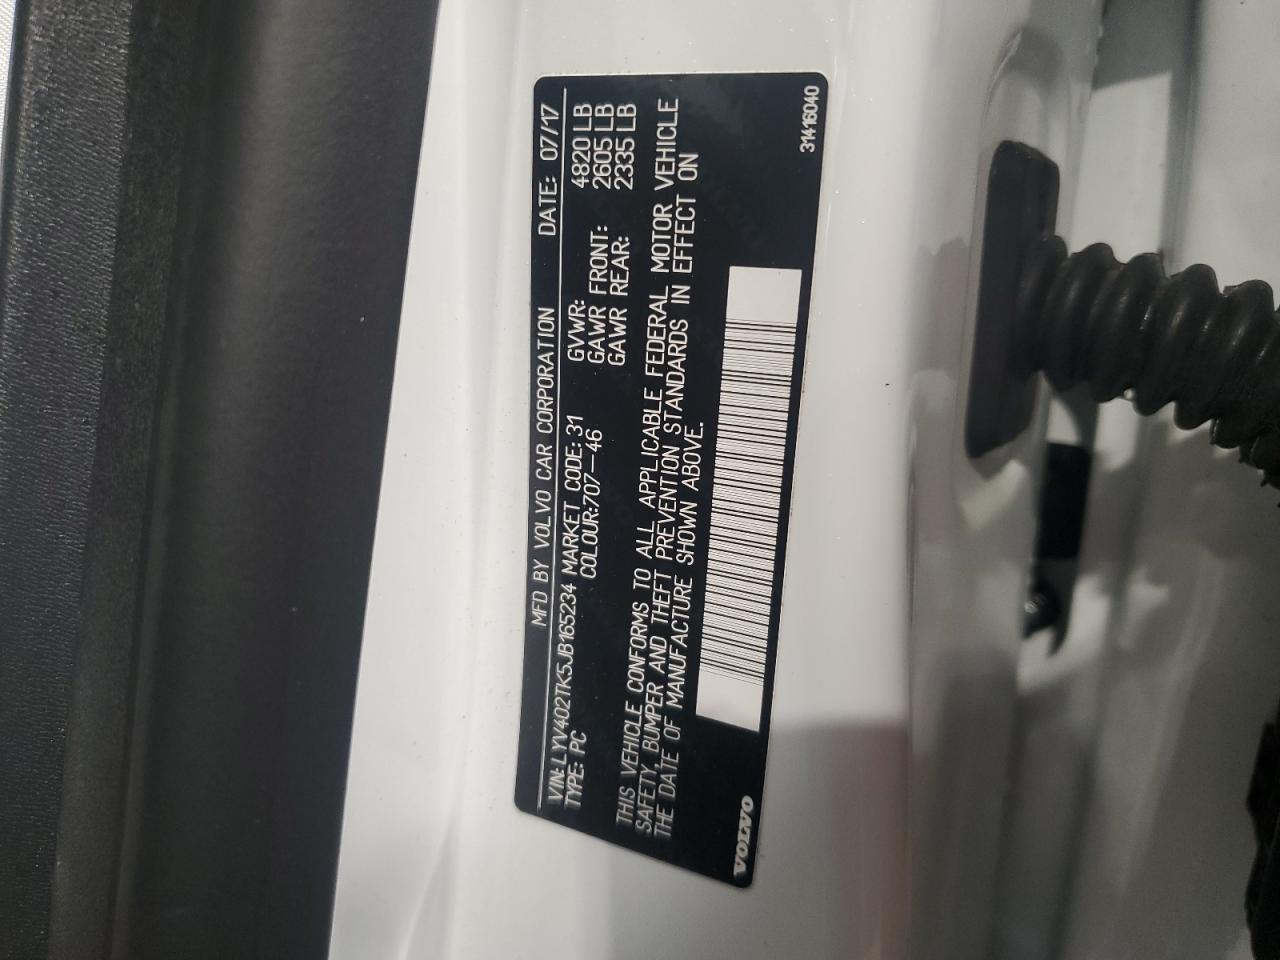 MFD BY VOLVO CAR CORPORATION DATE: 07/17
VIN: LYV402TK5JB165234 MARKET CODE: 31 GVWR: 4820 LB
TYPE: PC COLOUR:707-46 GAWR FRONT: 2605 LB
GAWR REAR: 2335 LB
THIS VEHICLE CONFORMS TO ALL APPLICABLE FEDERAL MOTOR VEHICLE
SAFETY, BUMPER AND THEFT PREVENTION STANDARDS IN EFFECT ON
THE DATE OF MANUFACTURE SHOWN ABOVE.
VOLVO
31416040